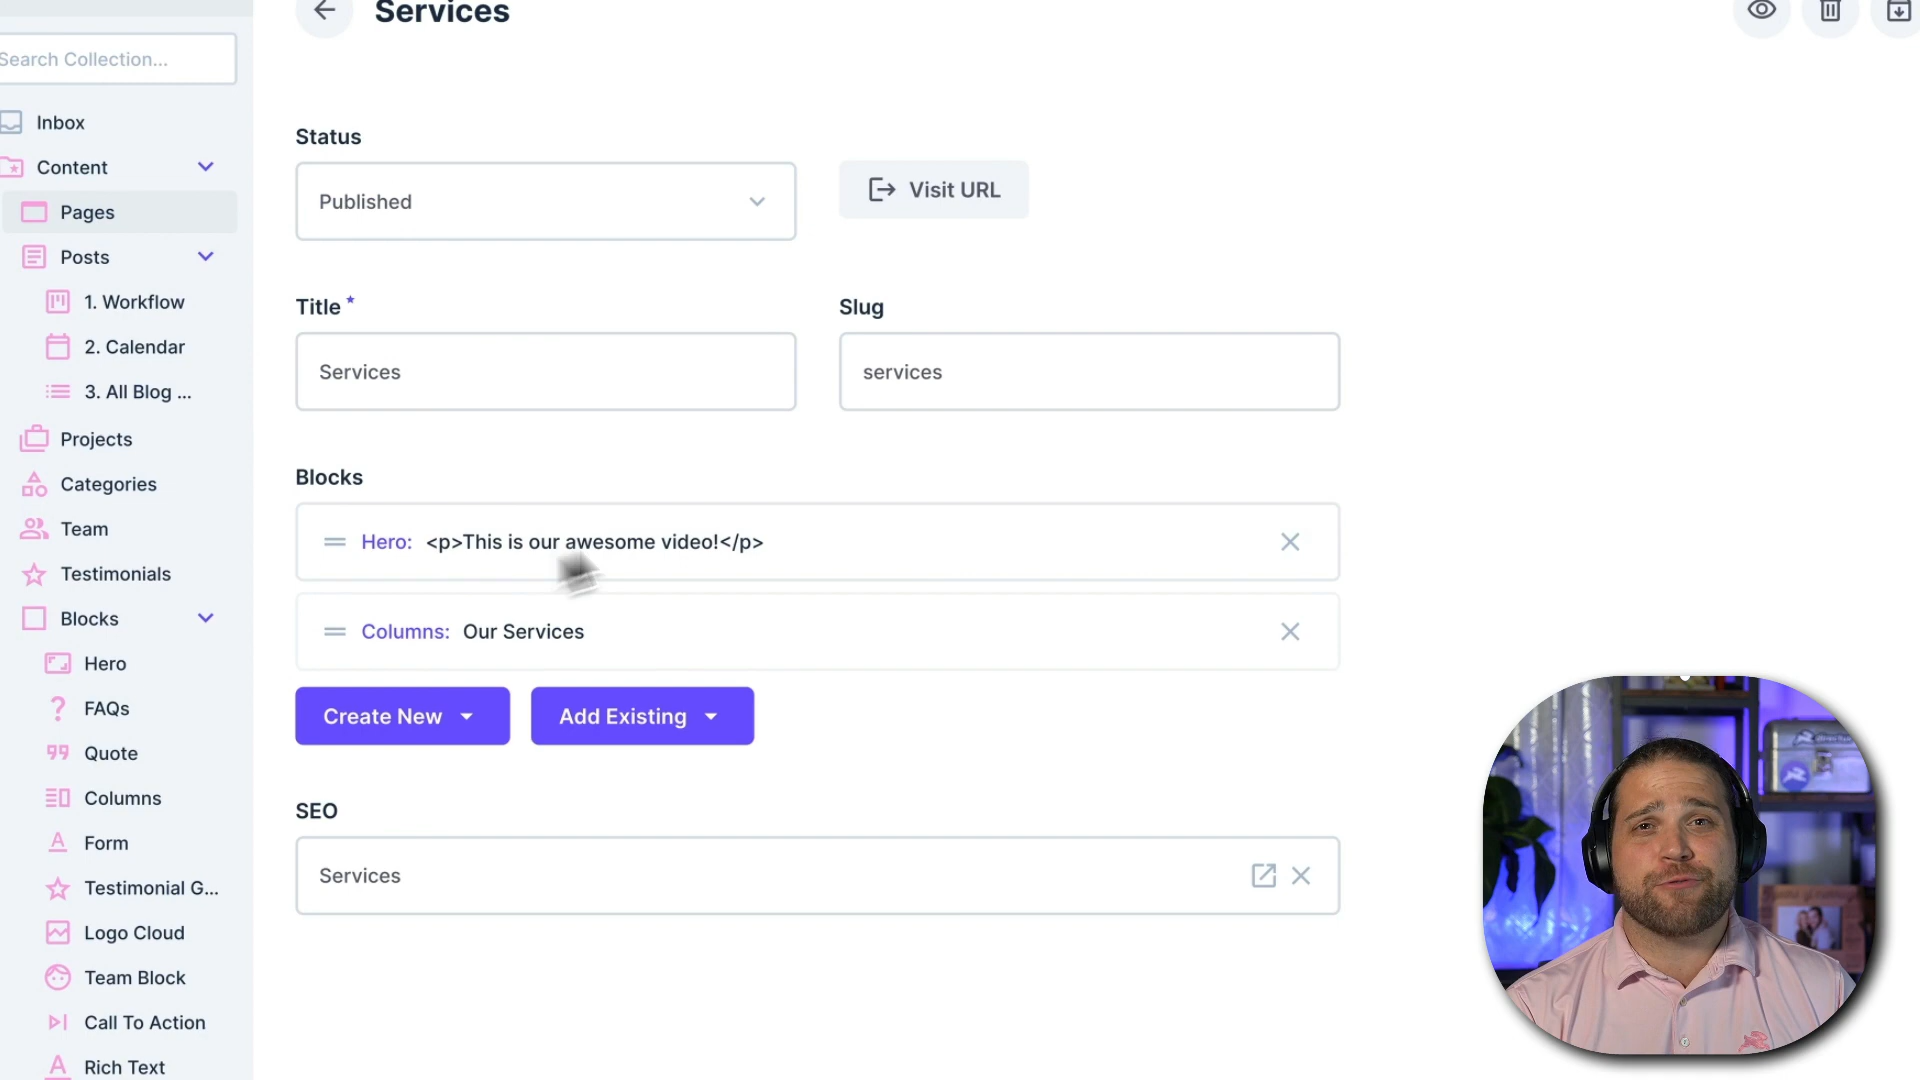 Services
Search Collection...
Inbox
Content
Pages
Posts
1. Workflow
2. Calendar
3. All Blog ...
Projects
Categories
Team
Testimonials
Blocks
Hero
FAQs
Quote
Columns
Form
Testimonial G...
Logo Cloud
Team Block
Call To Action
Rich Text
Status
Published
Visit URL
Title *
Services
Slug
services
Blocks
Hero: <p>This is our awesome video!</p>
Columns: Our Services
Create New
Add Existing
SEO
Services